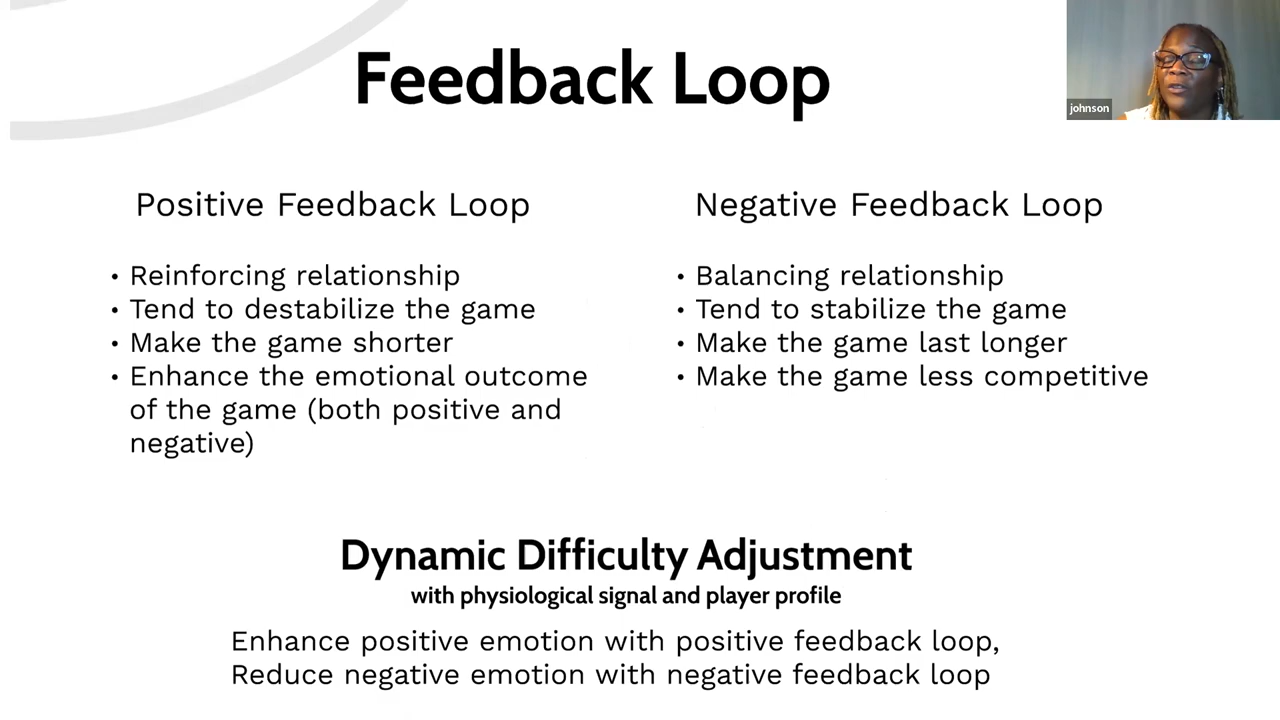 Feedback Loop
johnson
Positive Feedback Loop
• Reinforcing relationship
• Tend to destabilize the game
• Make the game shorter
• Enhance the emotional outcome
of the game (both positive and
negative)
Negative Feedback Loop
• Balancing relationship
• Tend to stabilize the game
• Make the game last longer
• Make the game less competitive
Dynamic Difficulty Adjustment
with physiological signal and player profile
Enhance positive emotion with positive feedback loop,
Reduce negative emotion with negative feedback loop